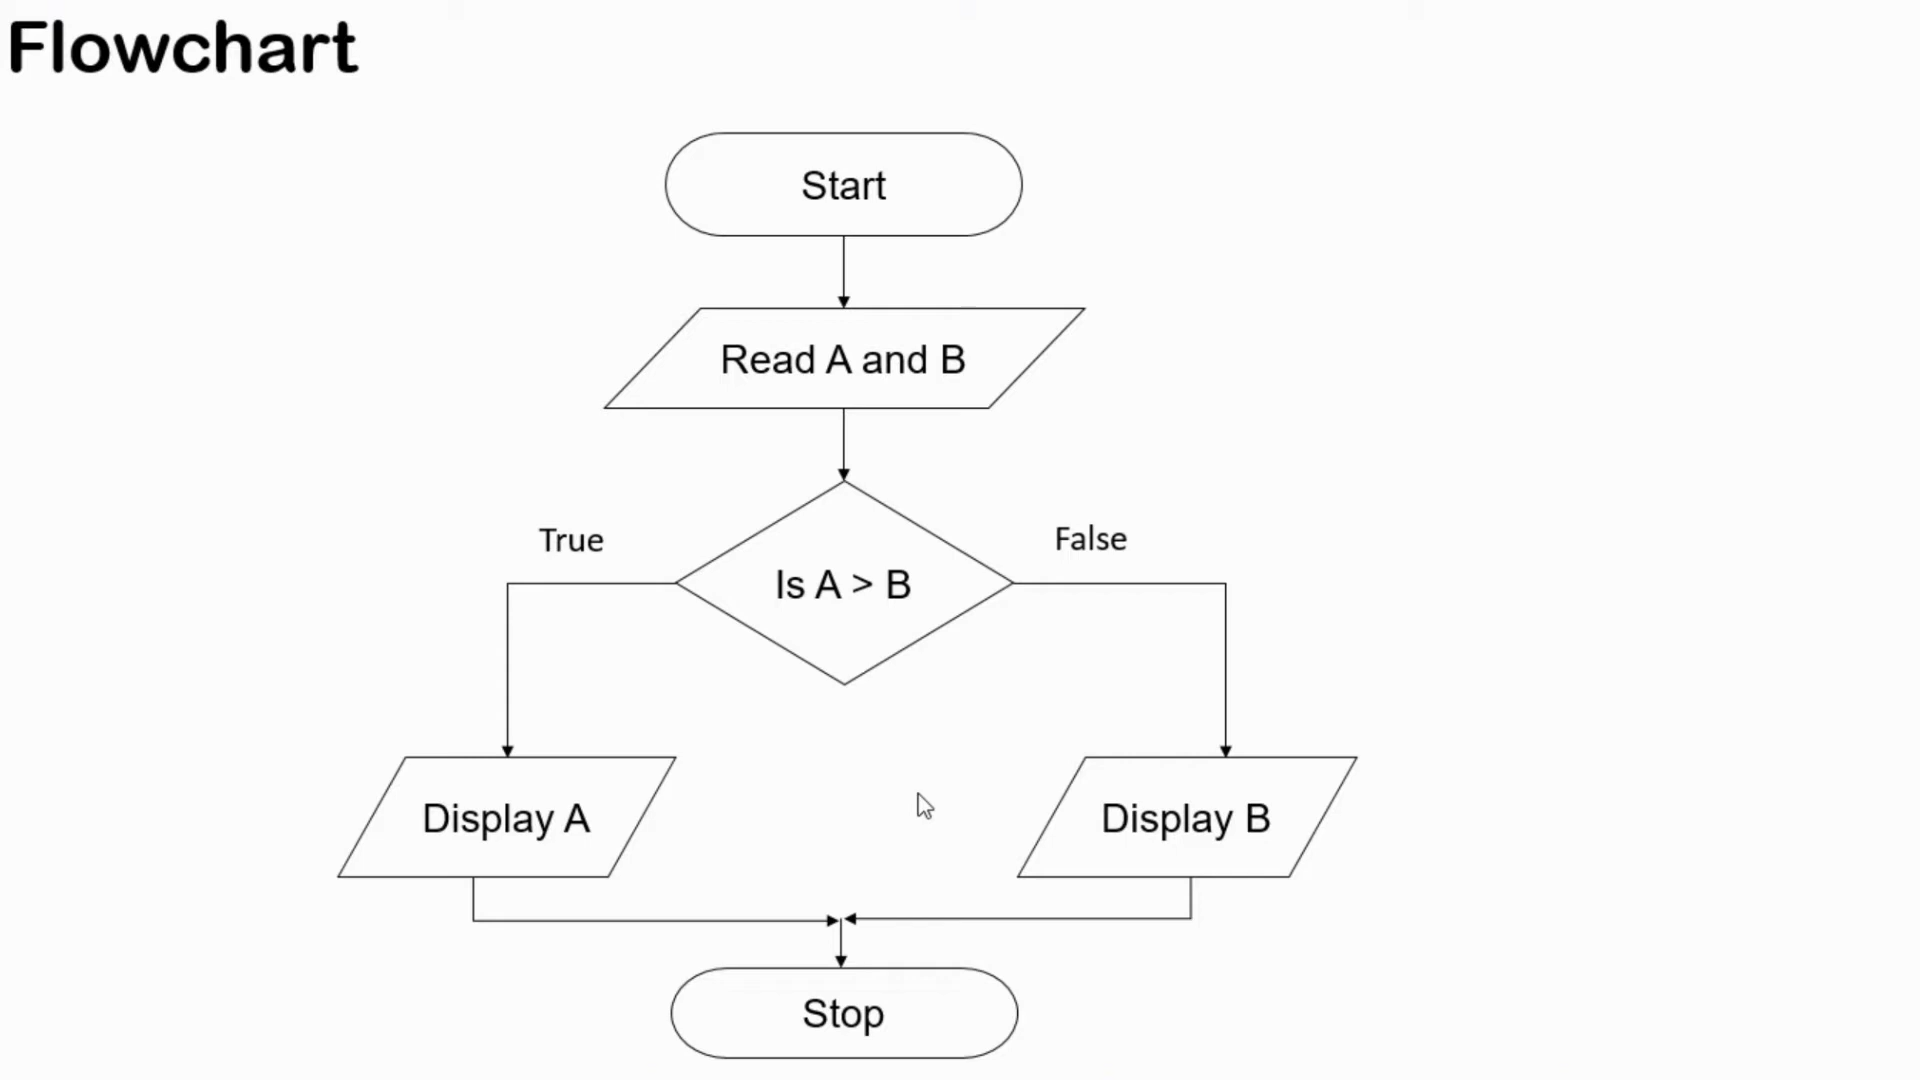 Flowchart
Start
Read A and B
True
False
Is A > B
Display A
Display B
Stop